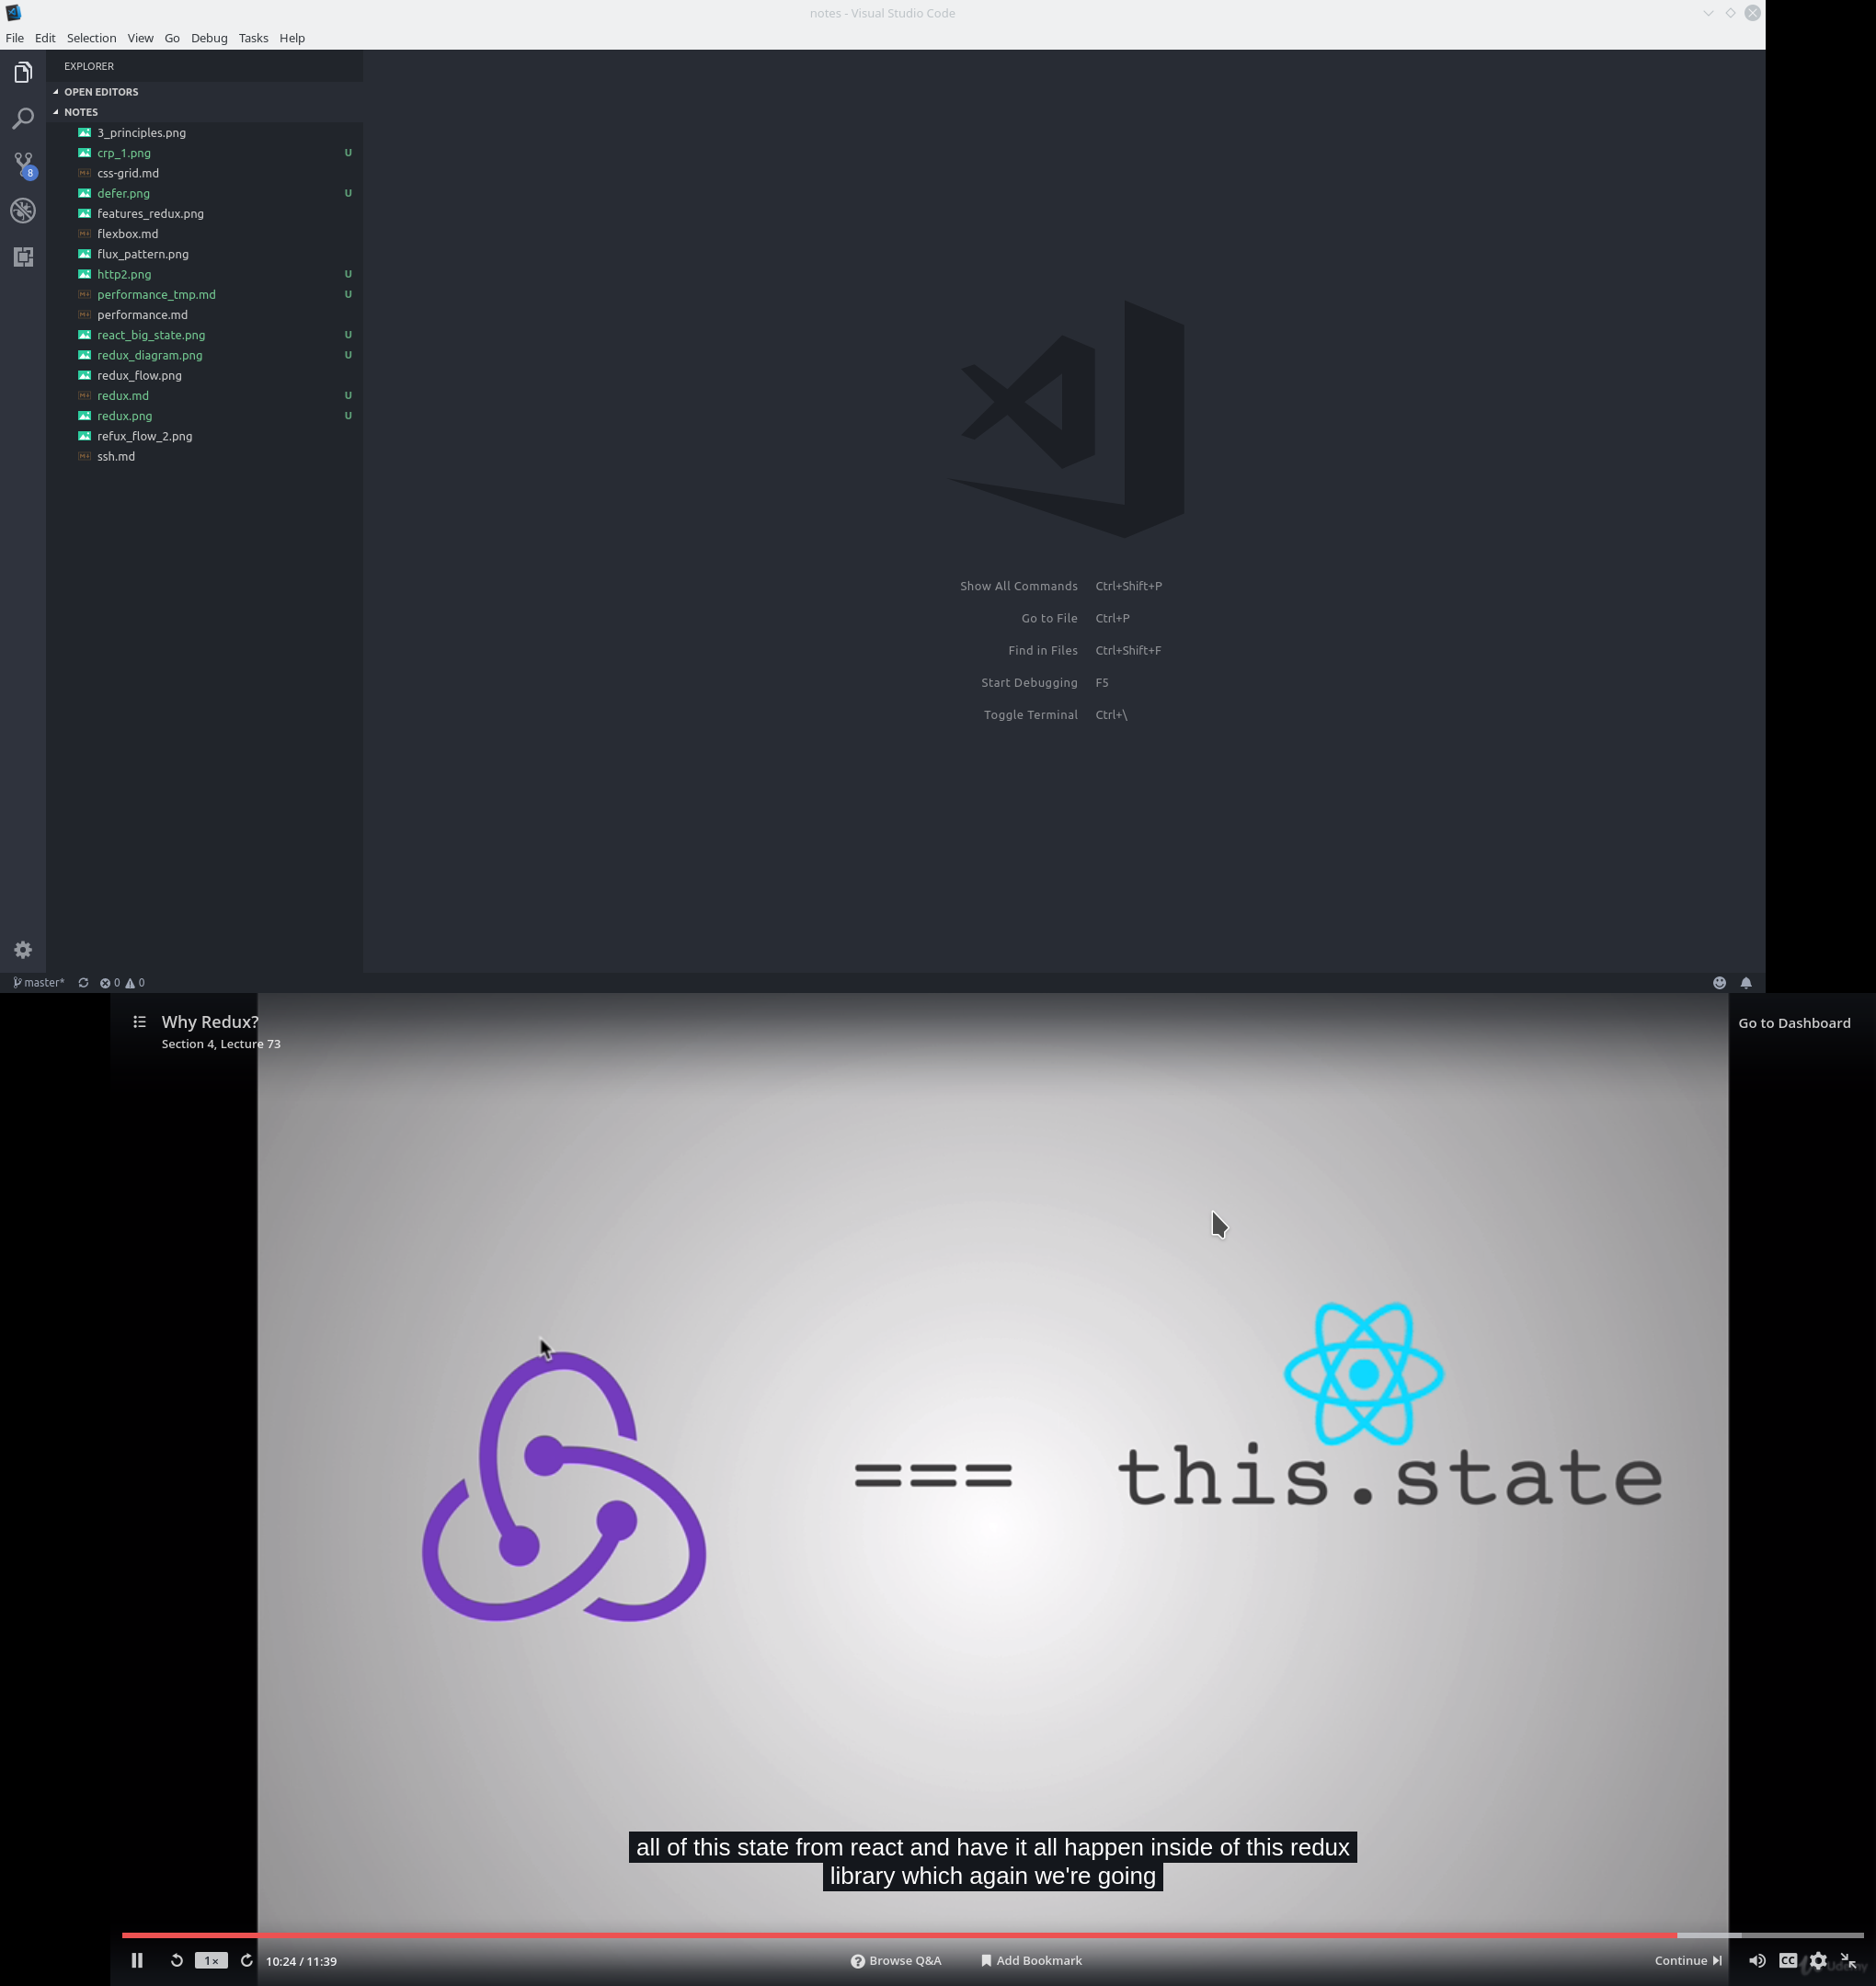 notes - Visual Studio Code
File Edit Selection View Go Debug Tasks Help
EXPLORER
OPEN EDITORS
NOTES
3_principles.png
crp_1.png U
css-grid.md
defer.png U
features_redux.png
flexbox.md
flux_pattern.png
http2.png U
performance_tmp.md U
performance.md
react_big_state.png U
redux_diagram.png U
redux_flow.png
redux.md U
redux.png U
refux_flow_2.png
ssh.md
8
Show All Commands Ctrl+Shift+P
Go to File Ctrl+P
Find in Files Ctrl+Shift+F
Start Debugging F5
Toggle Terminal Ctrl+\
master* 0 0
Why Redux?
Section 4, Lecture 73
Go to Dashboard
=== this.state
all of this state from react and have it all happen inside of this redux
library which again we're going
1× 10:24 / 11:39 ? Browse Q&A Add Bookmark Continue CC
Udemy